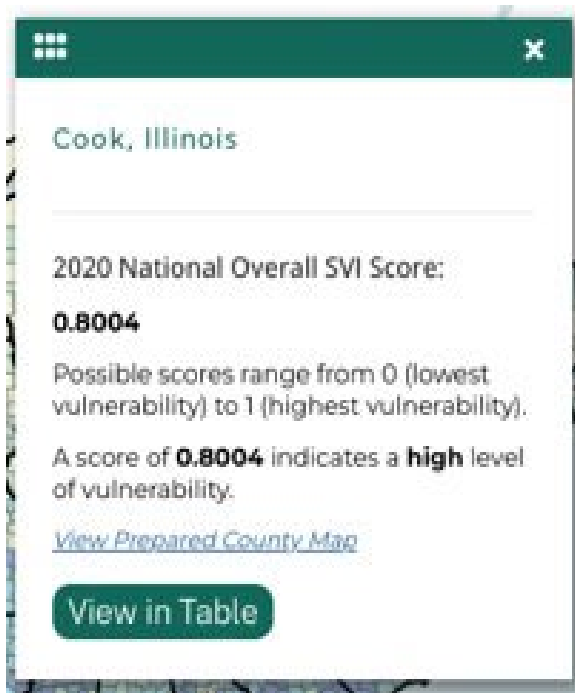 Cook, Illinois
2020 National Overall SVI Score:
0.8004
Possible scores range from 0 (lowest
vulnerability) to 1 (highest vulnerability).
A score of 0.8004 indicates a high level
of vulnerability.
View Prepared County Map
View in Table